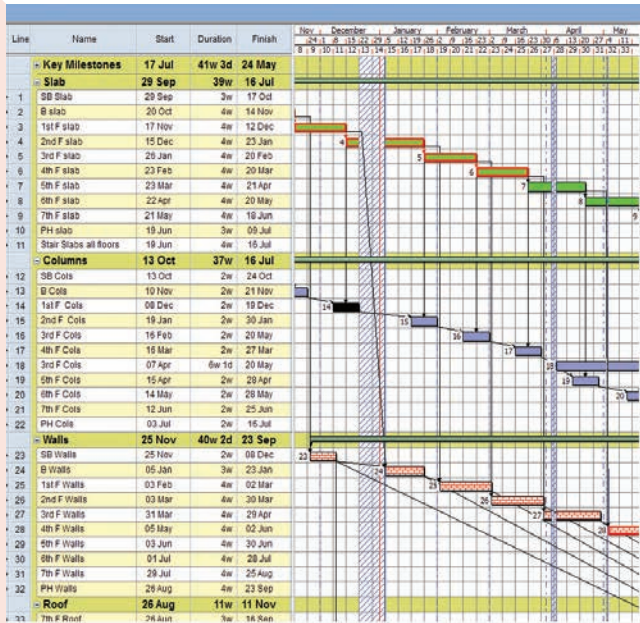 Nov December January February March April May
Line Name Start Duration Finish
Key Milestones 17 Jul 41w 3d 24 May
Slab 29 Sep 39w 16 Jul
1 SB Slab 29 Sep 3w 17 Oct
2 B slab 20 Oct 4w 14 Nov
3 1st F slab 17 Nov 4w 12 Dec
4 2nd F slab 15 Dec 4w 23 Jan 4
5 3rd F slab 26 Jan 4w 20 Feb 5
6 4th F slab 23 Feb 4w 20 Mar 6
7 5th F slab 23 Mar 4w 21 Apr 7
8 6th F slab 22 Apr 4w 20 May 8
9 7th F slab 21 May 4w 18 Jun 9
10 PH slab 19 Jun 3w 09 Jul
11 Stair Slabs all floors 19 Jun 4w 16 Jul
Columns 13 Oct 37w 16 Jul
12 SB Cols 13 Oct 2w 24 Oct
13 B Cols 10 Nov 2w 21 Nov
14 1st F Cols 08 Dec 2w 19 Dec 14
15 2nd F Cols 19 Jan 2w 30 Jan 15
16 3rd F Cols 16 Feb 2w 20 May 16
17 4th F Cols 16 Mar 2w 27 Mar 17
18 3rd F Cols 07 Apr 6w 1d 20 May 18
19 5th F Cols 15 Apr 2w 28 Apr 19
20 6th F Cols 14 May 2w 28 May 20
21 7th F Cols 12 Jun 2w 25 Jun
22 PH Cols 03 Jul 2w 16 Jul
Walls 25 Nov 40w 2d 23 Sep
23 SB Walls 25 Nov 2w 08 Dec 23
24 B Walls 05 Jan 3w 23 Jan 24
25 1st F Walls 03 Feb 4w 02 Mar 25
26 2nd F Walls 03 Mar 4w 30 Mar 26
27 3rd F Walls 31 Mar 4w 29 Apr 27
28 4th F Walls 05 May 4w 02 Jun 28
29 5th F Walls 03 Jun 4w 30 Jun
30 6th F Walls 01 Jul 4w 28 Jul
31 7th F Walls 29 Jul 4w 25 Aug
32 PH Walls 26 Aug 4w 23 Sep
Roof 26 Aug 11w 11 Nov
33 7th F Roof 26 Aug 3w 16 Sep